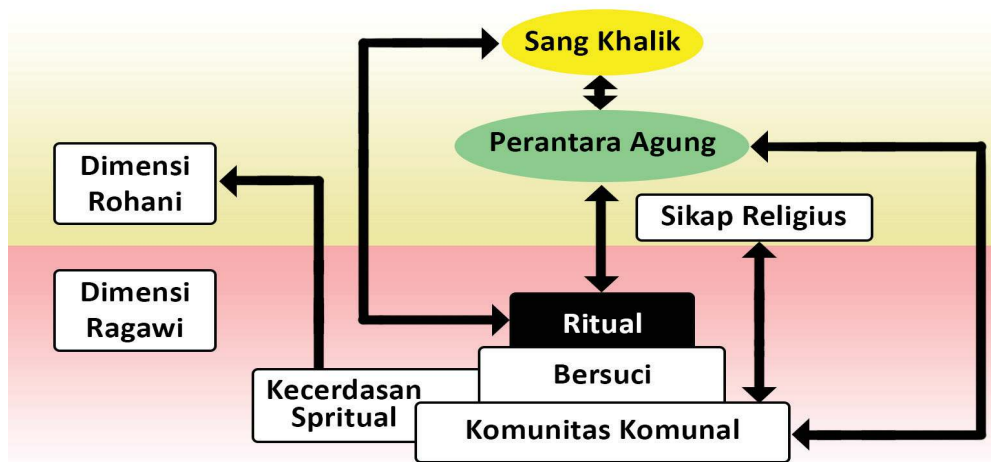 Sang Khalik
Perantara Agung
Dimensi
Rohani
Sikap Religius
Dimensi
Ragawi
Ritual
Bersuci
Kecerdasan
Spritual
Komunitas Komunal